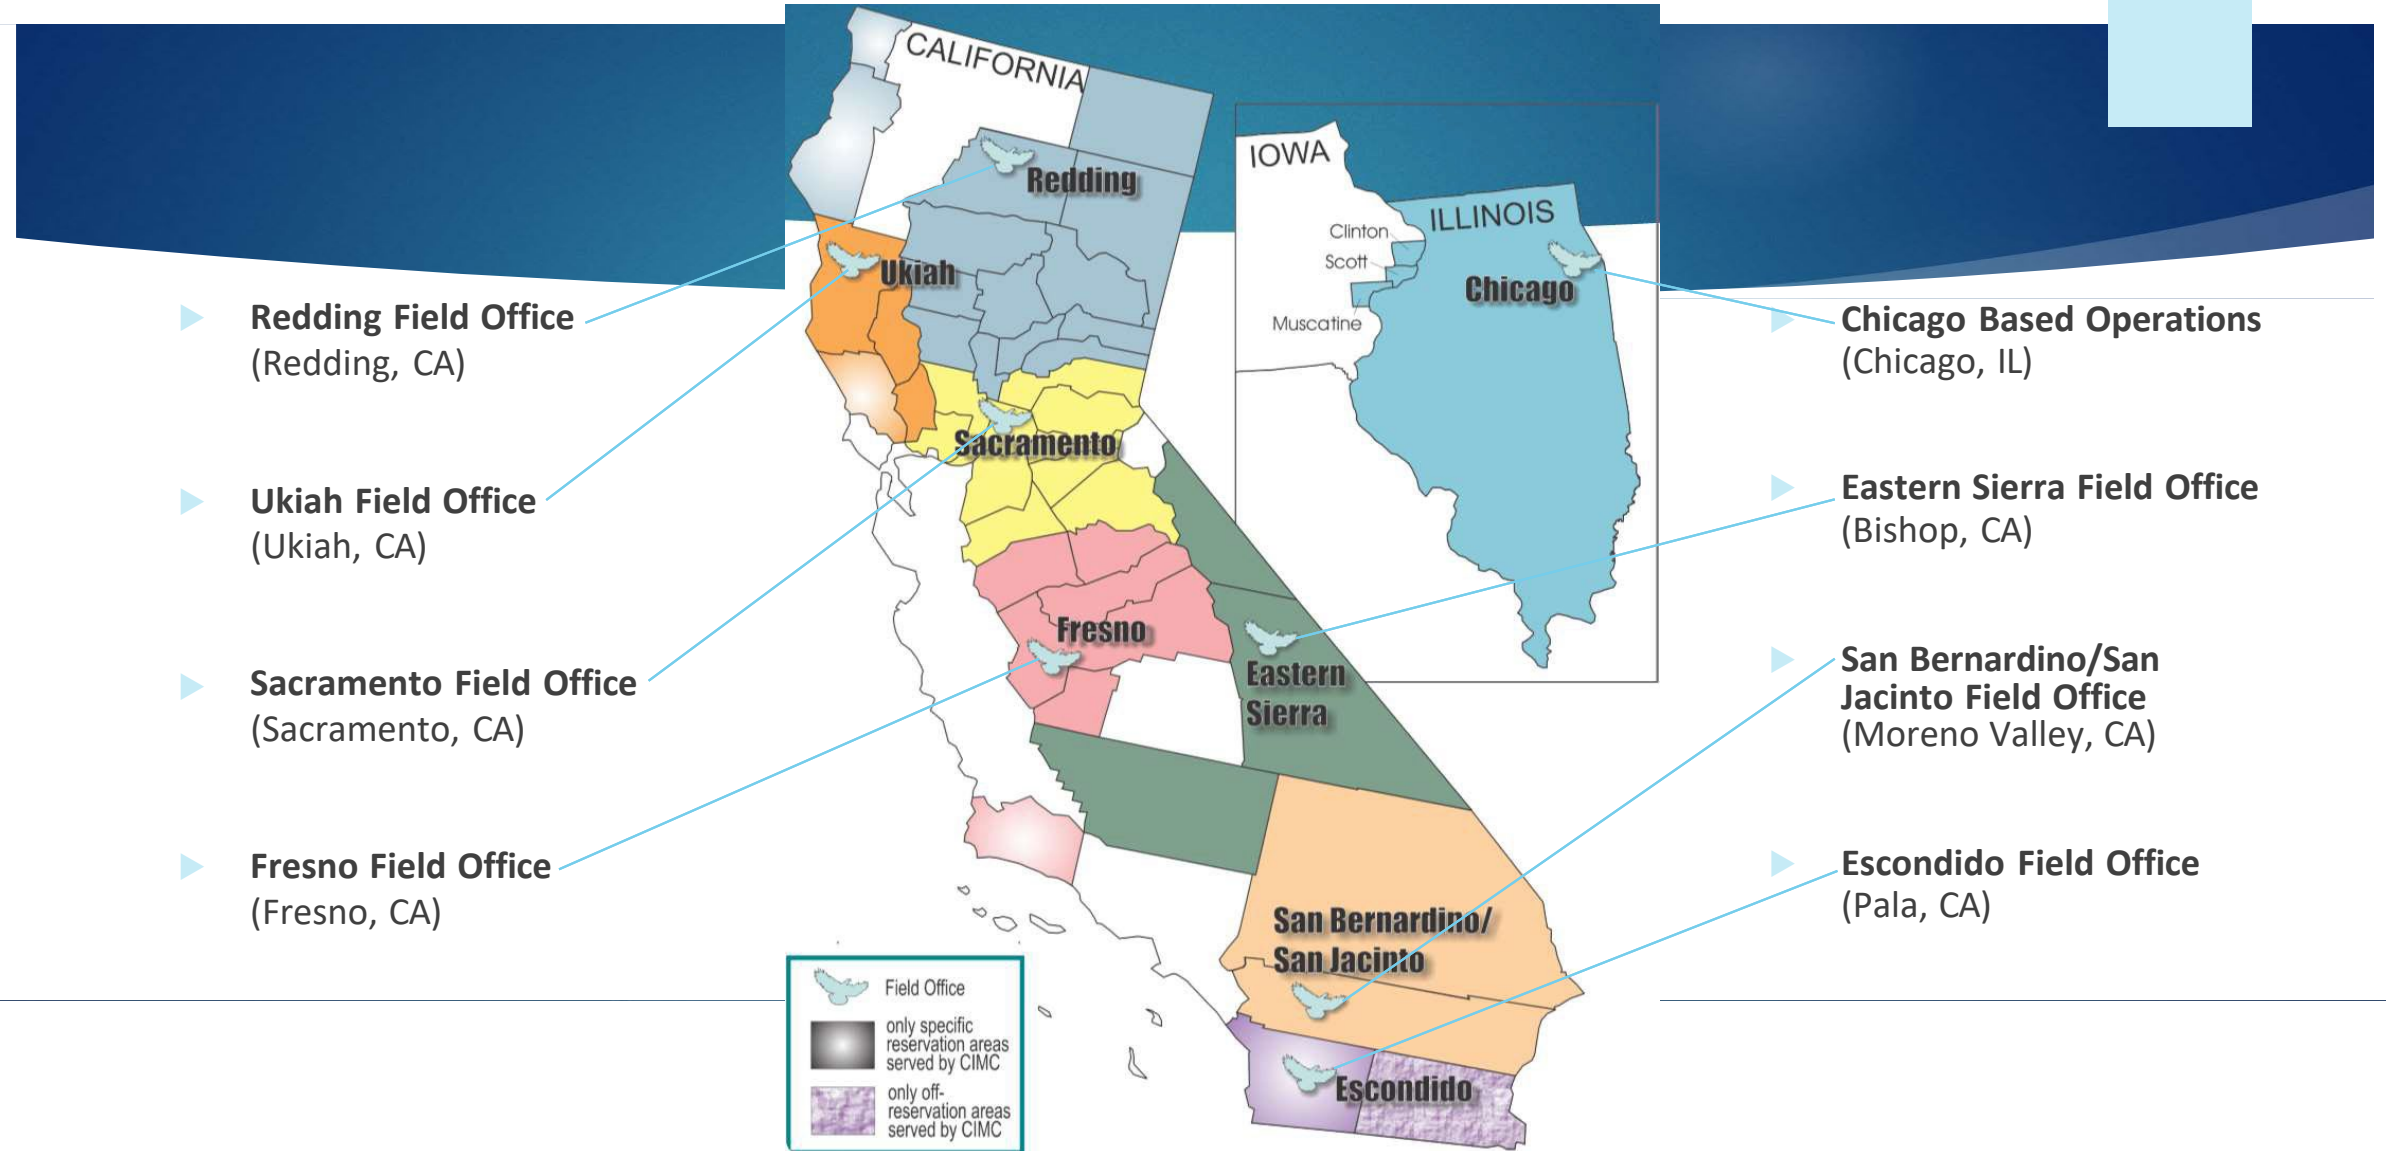 CALIFORNIA
Redding
Ukiah
Sacramento
Fresno
Eastern
Sierra
San Bernardino/
San Jacinto
Escondido
IOWA
ILLINOIS
Clinton
Scott
Muscatine
Chicago
Redding Field Office
(Redding, CA)
Ukiah Field Office
(Ukiah, CA)
Sacramento Field Office
(Sacramento, CA)
Fresno Field Office
(Fresno, CA)
Chicago Based Operations
(Chicago, IL)
Eastern Sierra Field Office
(Bishop, CA)
San Bernardino/San
Jacinto Field Office
(Moreno Valley, CA)
Escondido Field Office
(Pala, CA)
Field Office
only specific
reservation areas
served by CIMC
only off-
reservation areas
served by CIMC